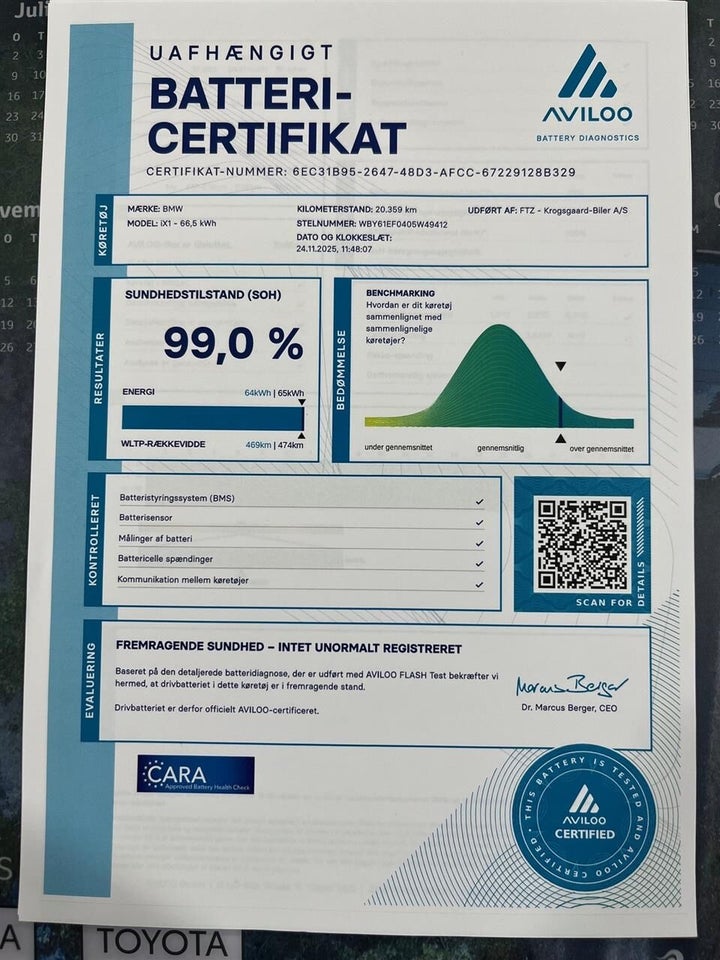 UAFHÆNGIGT
BATTERI-
CERTIFIKAT
CERTIFIKAT-NUMMER: 6EC31B95-2647-48D3-AFCC-67229128B329
AVILOO
BATTERY DIAGNOSTICS
KØRETØJ
MÆRKE: BMW
MODEL: iX1 - 66,5 kWh
KILOMETERSTAND: 20.359 km
STELNUMMER: WBY61EF0405W49412
DATO OG KLOKKESLÆT:
24.11.2025, 11:48:07
UDFØRT AF: FTZ - Krogsgaard-Biler A/S
RESULTATER
SUNDHEDSTILSTAND (SOH)
99,0 %
ENERGI 64kWh | 65kWh
WLTP-RÆKKEVIDDE 469km | 474km
BEDØMMELSE
BENCHMARKING
Hvordan er dit køretøj
sammenlignet med
sammenlignelige
køretøjer?
under gennemsnittet gennemsnitlig over gennemsnittet
KONTROLLERET
Batteristyringssystem (BMS)
Batterisensor
Målinger af batteri
Battericelle spændinger
Kommunikation mellem køretøjer
SCAN FOR DETAILS
EVALUERING
FREMRAGENDE SUNDHED – INTET UNORMALT REGISTRERET
Baseret på den detaljerede batteridiagnose, der er udført med AVILOO FLASH Test bekræfter vi
hermed, at drivbatteriet i dette køretøj er i fremragende stand.
Drivbatteriet er derfor officielt AVILOO-certificeret.
Marcus Berger
Dr. Marcus Berger, CEO
CARA
Approved Battery Health Check
THIS BATTERY IS TESTED AND AVILOO CERTIFIED
AVILOO
CERTIFIED
TOYOTA